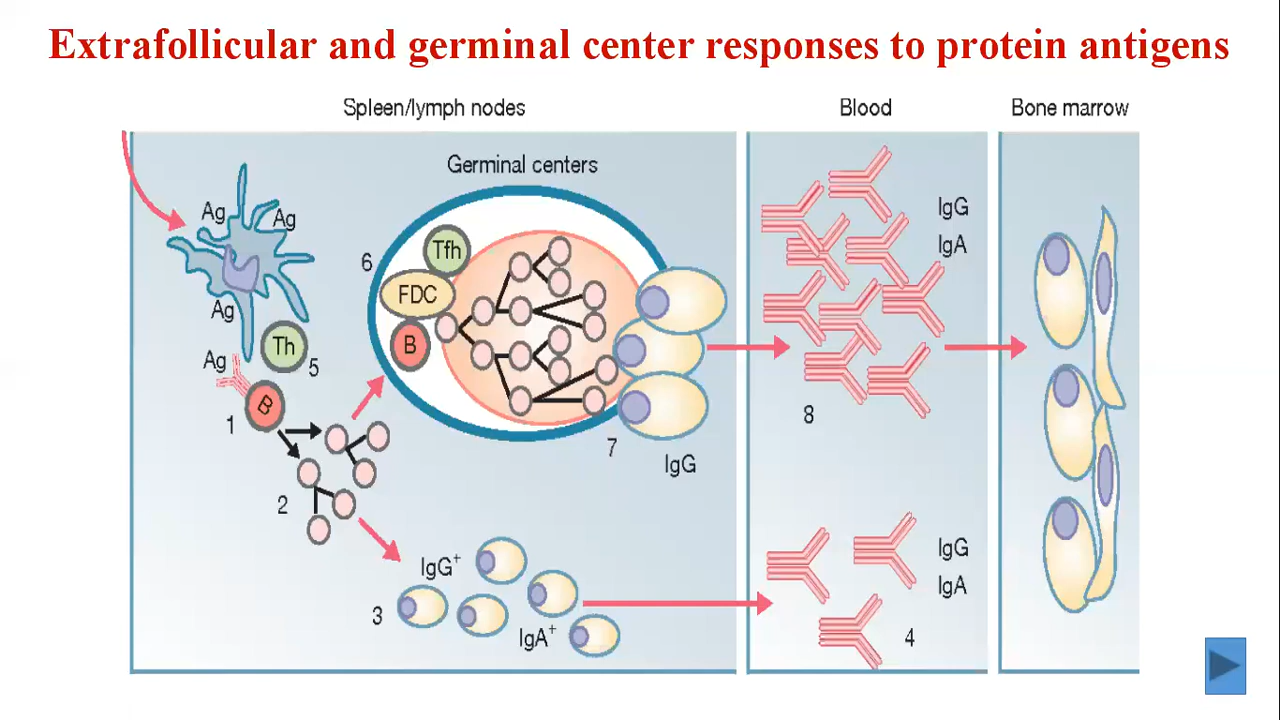 Extrafollicular and germinal center responses to protein antigens
Spleen/lymph nodes
Blood
Bone marrow
Germinal centers
Ag
Ag
Ag
Ag
Th
5
B
1
2
6
Tfh
FDC
B
7
IgG
IgG
IgA
8
IgG⁺
3
IgA⁺
IgG
IgA
4